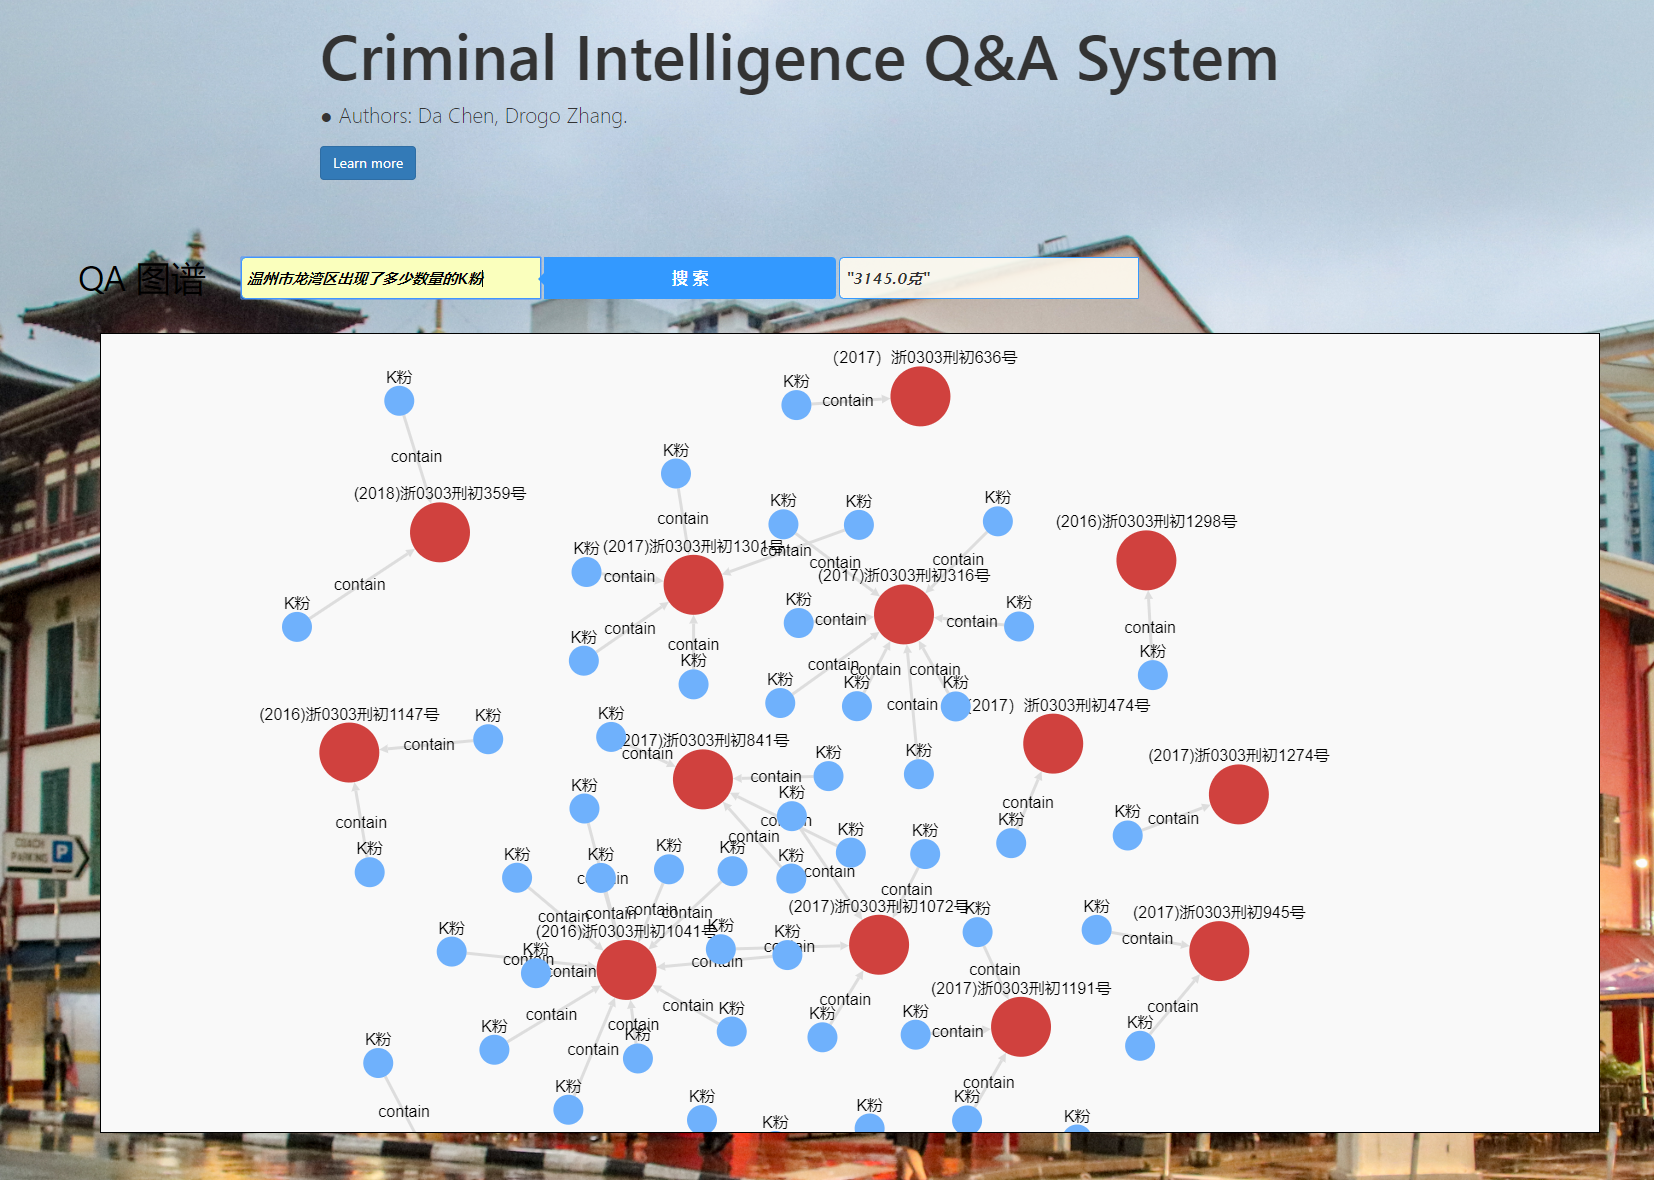 Criminal Intelligence Q&A System
● Authors: Da Chen, Drogo Zhang.
Learn more
QA 图谱
温州市龙湾区出现了多少数量的K粉
搜 索
"3145.0克"
(2017) 浙0303刑初636号
K粉
K粉
contain
contain
K粉
(2018)浙0303刑初359号
K粉
K粉
K粉
contain
(2016)浙0303刑初1298号
K粉
(2017)浙0303刑初1301号
contain
contain
contain
contain
(2017)浙0303刑初316号
contain
K粉
K粉
K粉
contain
contain
contain
contain
K粉
contain
K粉
contain
contain
contain
K粉
K粉
K粉
K粉
contain
(2017) 浙0303刑初474号
(2016)浙0303刑初1147号
K粉
K粉
(2017)浙0303刑初841号
contain
contain
K粉
K粉
(2017)浙0303刑初1274号
contain
K粉
K粉
contain
contain
contain
K粉
contain
contain
K粉
K粉
K粉
K粉
K粉
K粉
K粉
K粉
K粉
contain
contain
contain
contain
contain
contain
contain
(2017)浙0303刑初1072号
K粉
K粉
(2017)浙0303刑初945号
K粉
(2016)浙0303刑初1041号
K粉
K粉
K粉
contain
contain
contain
contain
contain
contain
(2017)浙0303刑初1191号
contain
contain
contain
K粉
K粉
K粉
contain
contain
K粉
K粉
K粉
K粉
contain
contain
K粉
K粉
K粉
K粉
K粉
contain
K粉
COACH
PARKING
P